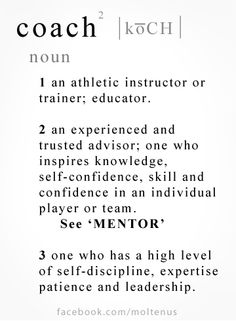 coach² |kōCH|
noun
1 an athletic instructor or
trainer; educator.
2 an experienced and
trusted advisor; one who
inspires knowledge,
self-confidence, skill and
confidence in an individual
player or team.
See ‘MENTOR’
3 one who has a high level
of self-discipline, expertise
patience and leadership.
facebook.com/moltenus